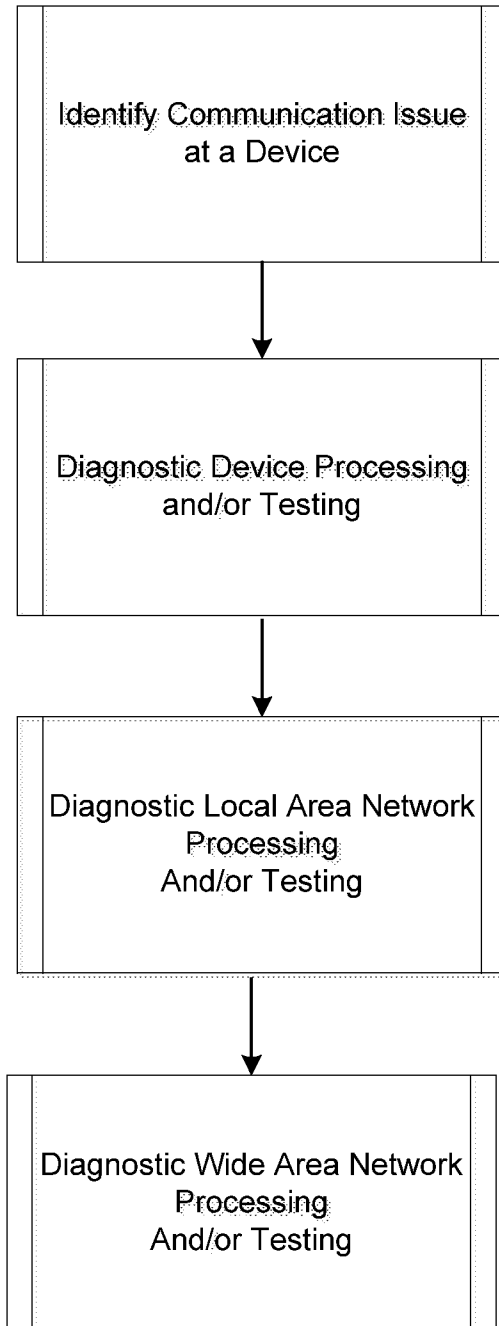 Identify Communication Issue
at a Device
Diagnostic Device Processing
and/or Testing
Diagnostic Local Area Network
Processing
And/or Testing
Diagnostic Wide Area Network
Processing
And/or Testing